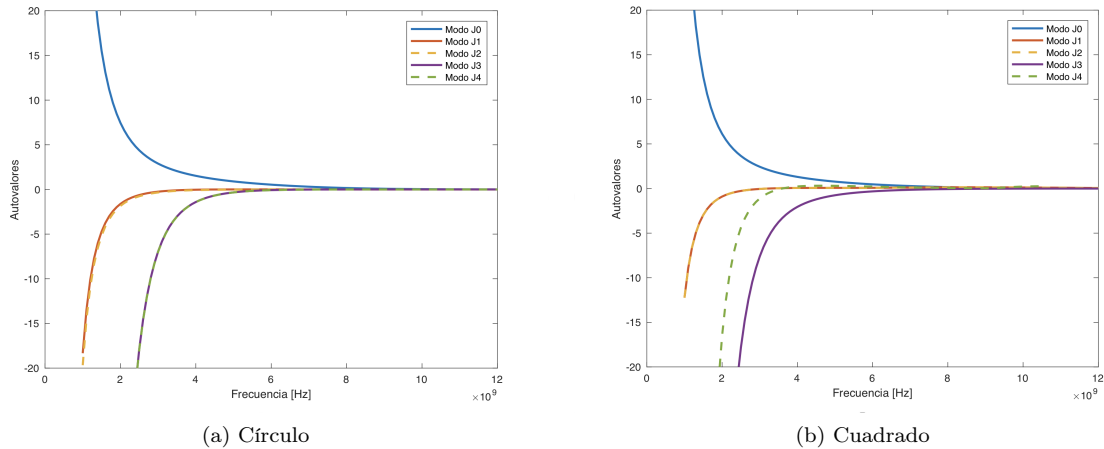 20
15
10
5
0
-5
-10
-15
-20
Autovalores
0 2 4 6 8 10 12
Frecuencia [Hz]
×10⁹
Modo J0
Modo J1
Modo J2
Modo J3
Modo J4
(a) Círculo
20
15
10
5
0
-5
-10
-15
-20
Autovalores
0 2 4 6 8 10 12
Frecuencia [Hz]
×10⁹
Modo J0
Modo J1
Modo J2
Modo J3
Modo J4
(b) Cuadrado